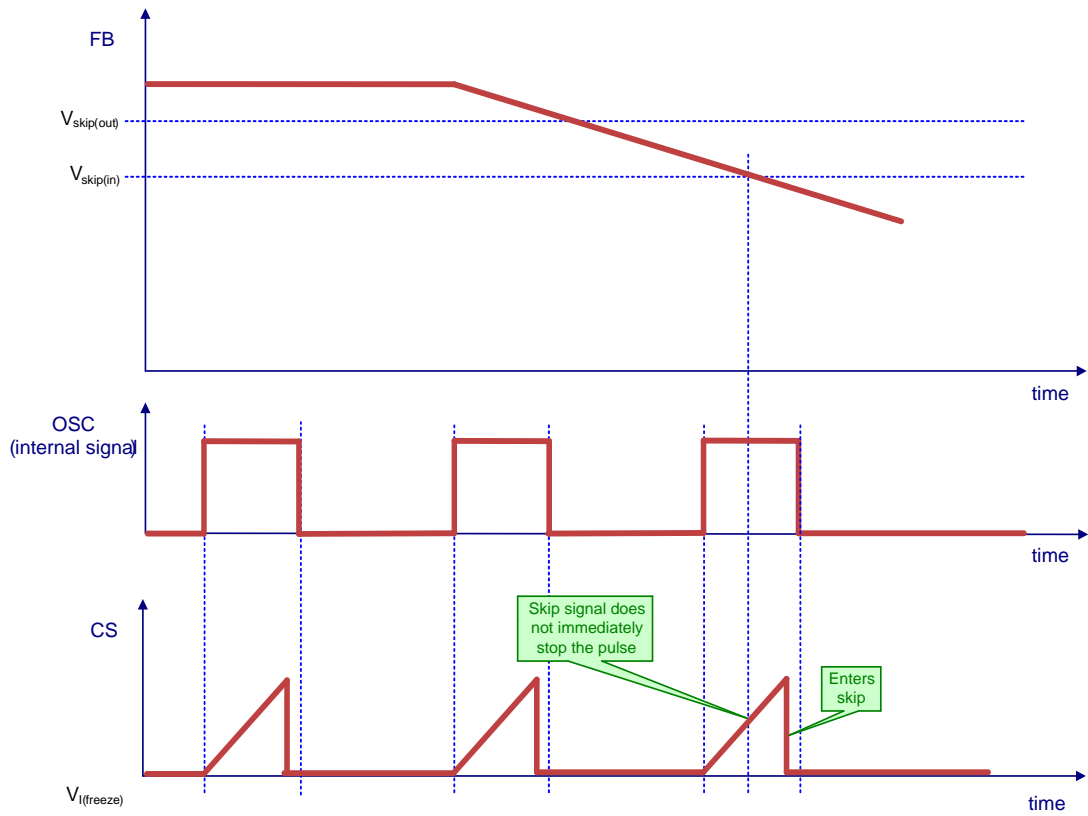 FB
Vskip(out)
Vskip(in)
time
OSC
(internal signal)
time
CS
Skip signal does
not immediately
stop the pulse
Enters
skip
VI(freeze)
time